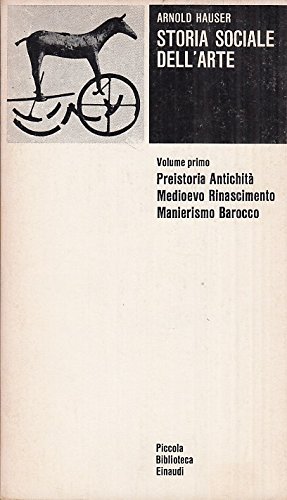 ARNOLD HAUSER
STORIA SOCIALE
DELL'ARTE
Volume primo
Preistoria Antichità
Medioevo Rinascimento
Manierismo Barocco
Piccola
Biblioteca
Einaudi